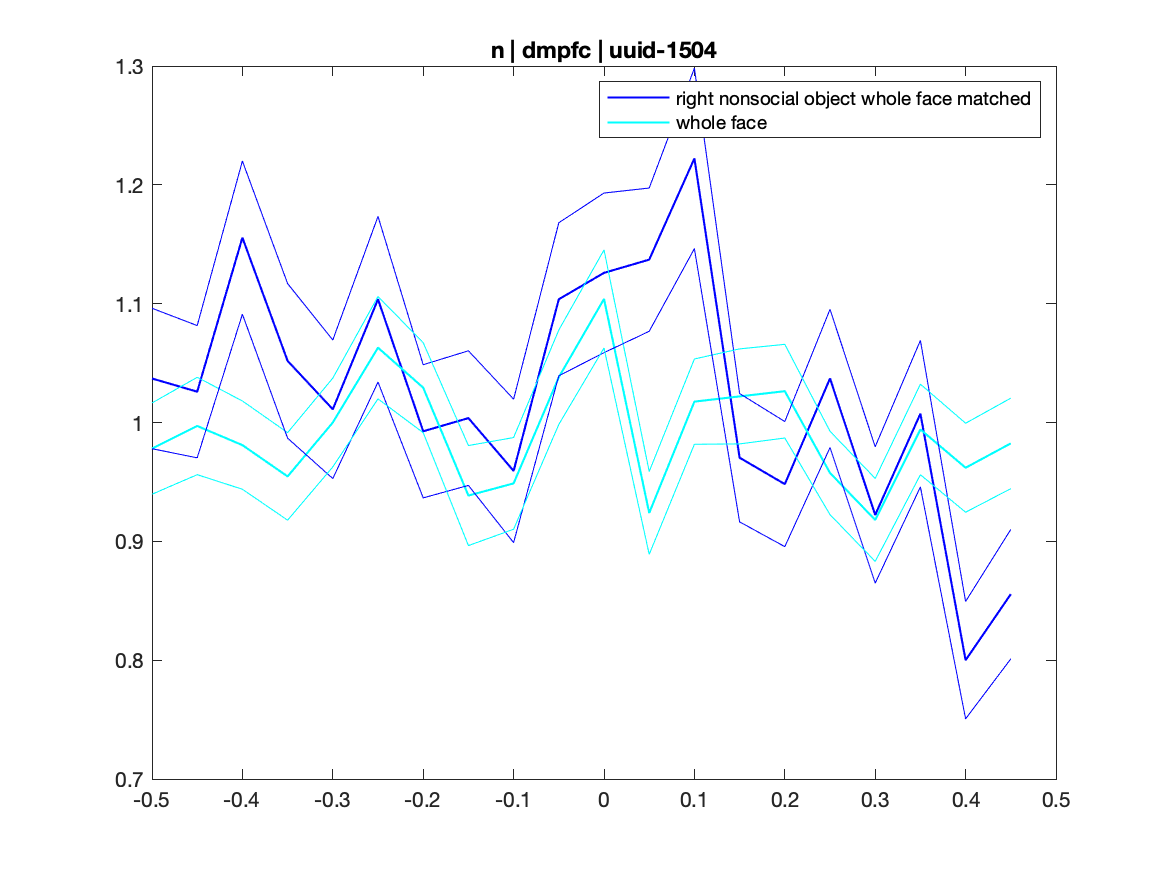 n | dmpfc | uuid-1504
right nonsocial object whole face matched
whole face
1.3
1.2
1.1
1
0.9
0.8
0.7
-0.5 -0.4 -0.3 -0.2 -0.1 0 0.1 0.2 0.3 0.4 0.5